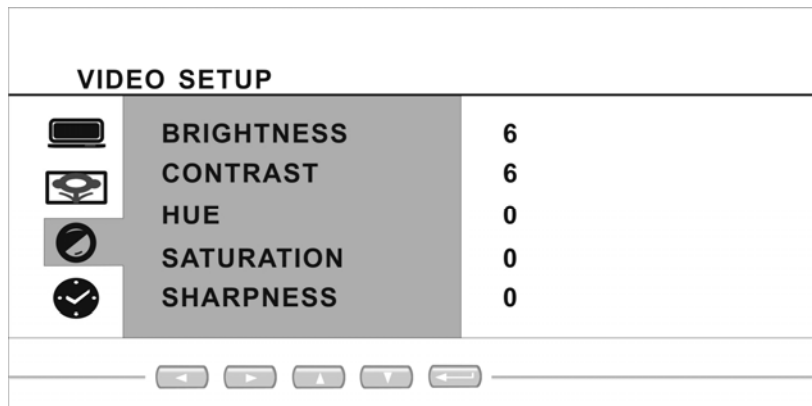 VIDEO SETUP
BRIGHTNESS 6
CONTRAST 6
HUE 0
SATURATION 0
SHARPNESS 0